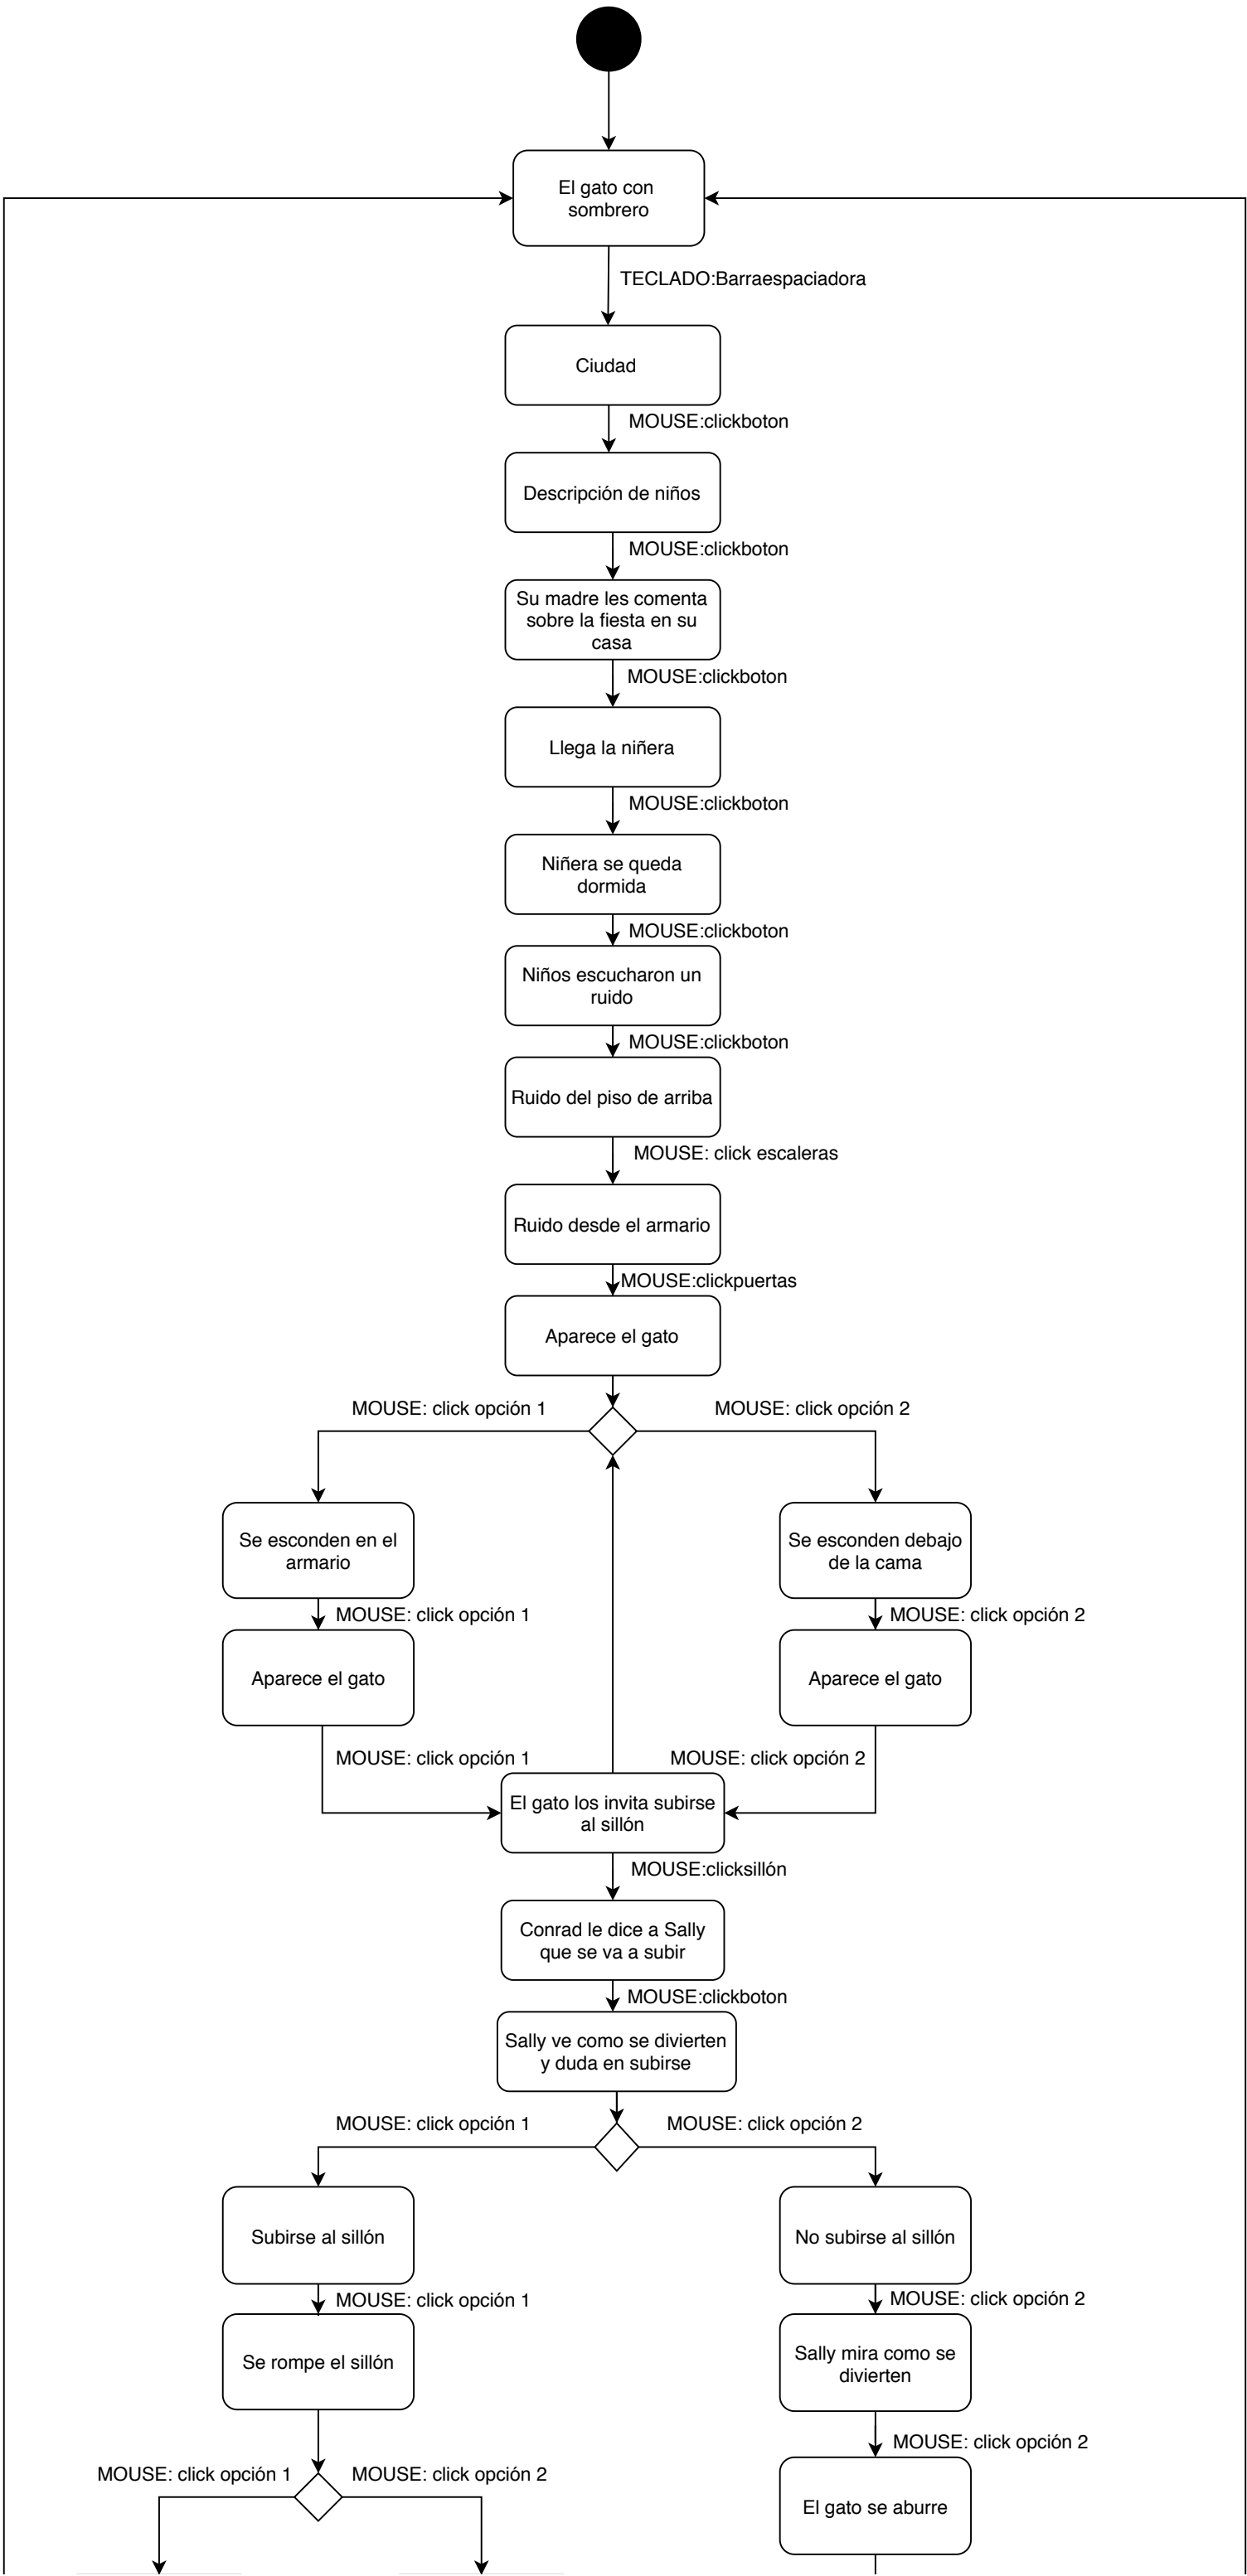 El gato con
sombrero
TECLADO:Barraespaciadora
Ciudad
MOUSE:clickboton
Descripción de niños
MOUSE:clickboton
Su madre les comenta
sobre la fiesta en su
casa
MOUSE:clickboton
Llega la niñera
MOUSE:clickboton
Niñera se queda
dormida
MOUSE:clickboton
Niños escucharon un
ruido
MOUSE:clickboton
Ruido del piso de arriba
MOUSE: click escaleras
Ruido desde el armario
MOUSE:clickpuertas
Aparece el gato
MOUSE: click opción 1
MOUSE: click opción 2
Se esconden en el
armario
Se esconden debajo
de la cama
MOUSE: click opción 1
MOUSE: click opción 2
Aparece el gato
Aparece el gato
MOUSE: click opción 1
MOUSE: click opción 2
El gato los invita subirse
al sillón
MOUSE:clicksillón
Conrad le dice a Sally
que se va a subir
MOUSE:clickboton
Sally ve como se divierten
y duda en subirse
MOUSE: click opción 1
MOUSE: click opción 2
Subirse al sillón
No subirse al sillón
MOUSE: click opción 1
MOUSE: click opción 2
Se rompe el sillón
Sally mira como se
divierten
MOUSE: click opción 2
MOUSE: click opción 1
MOUSE: click opción 2
El gato se aburre